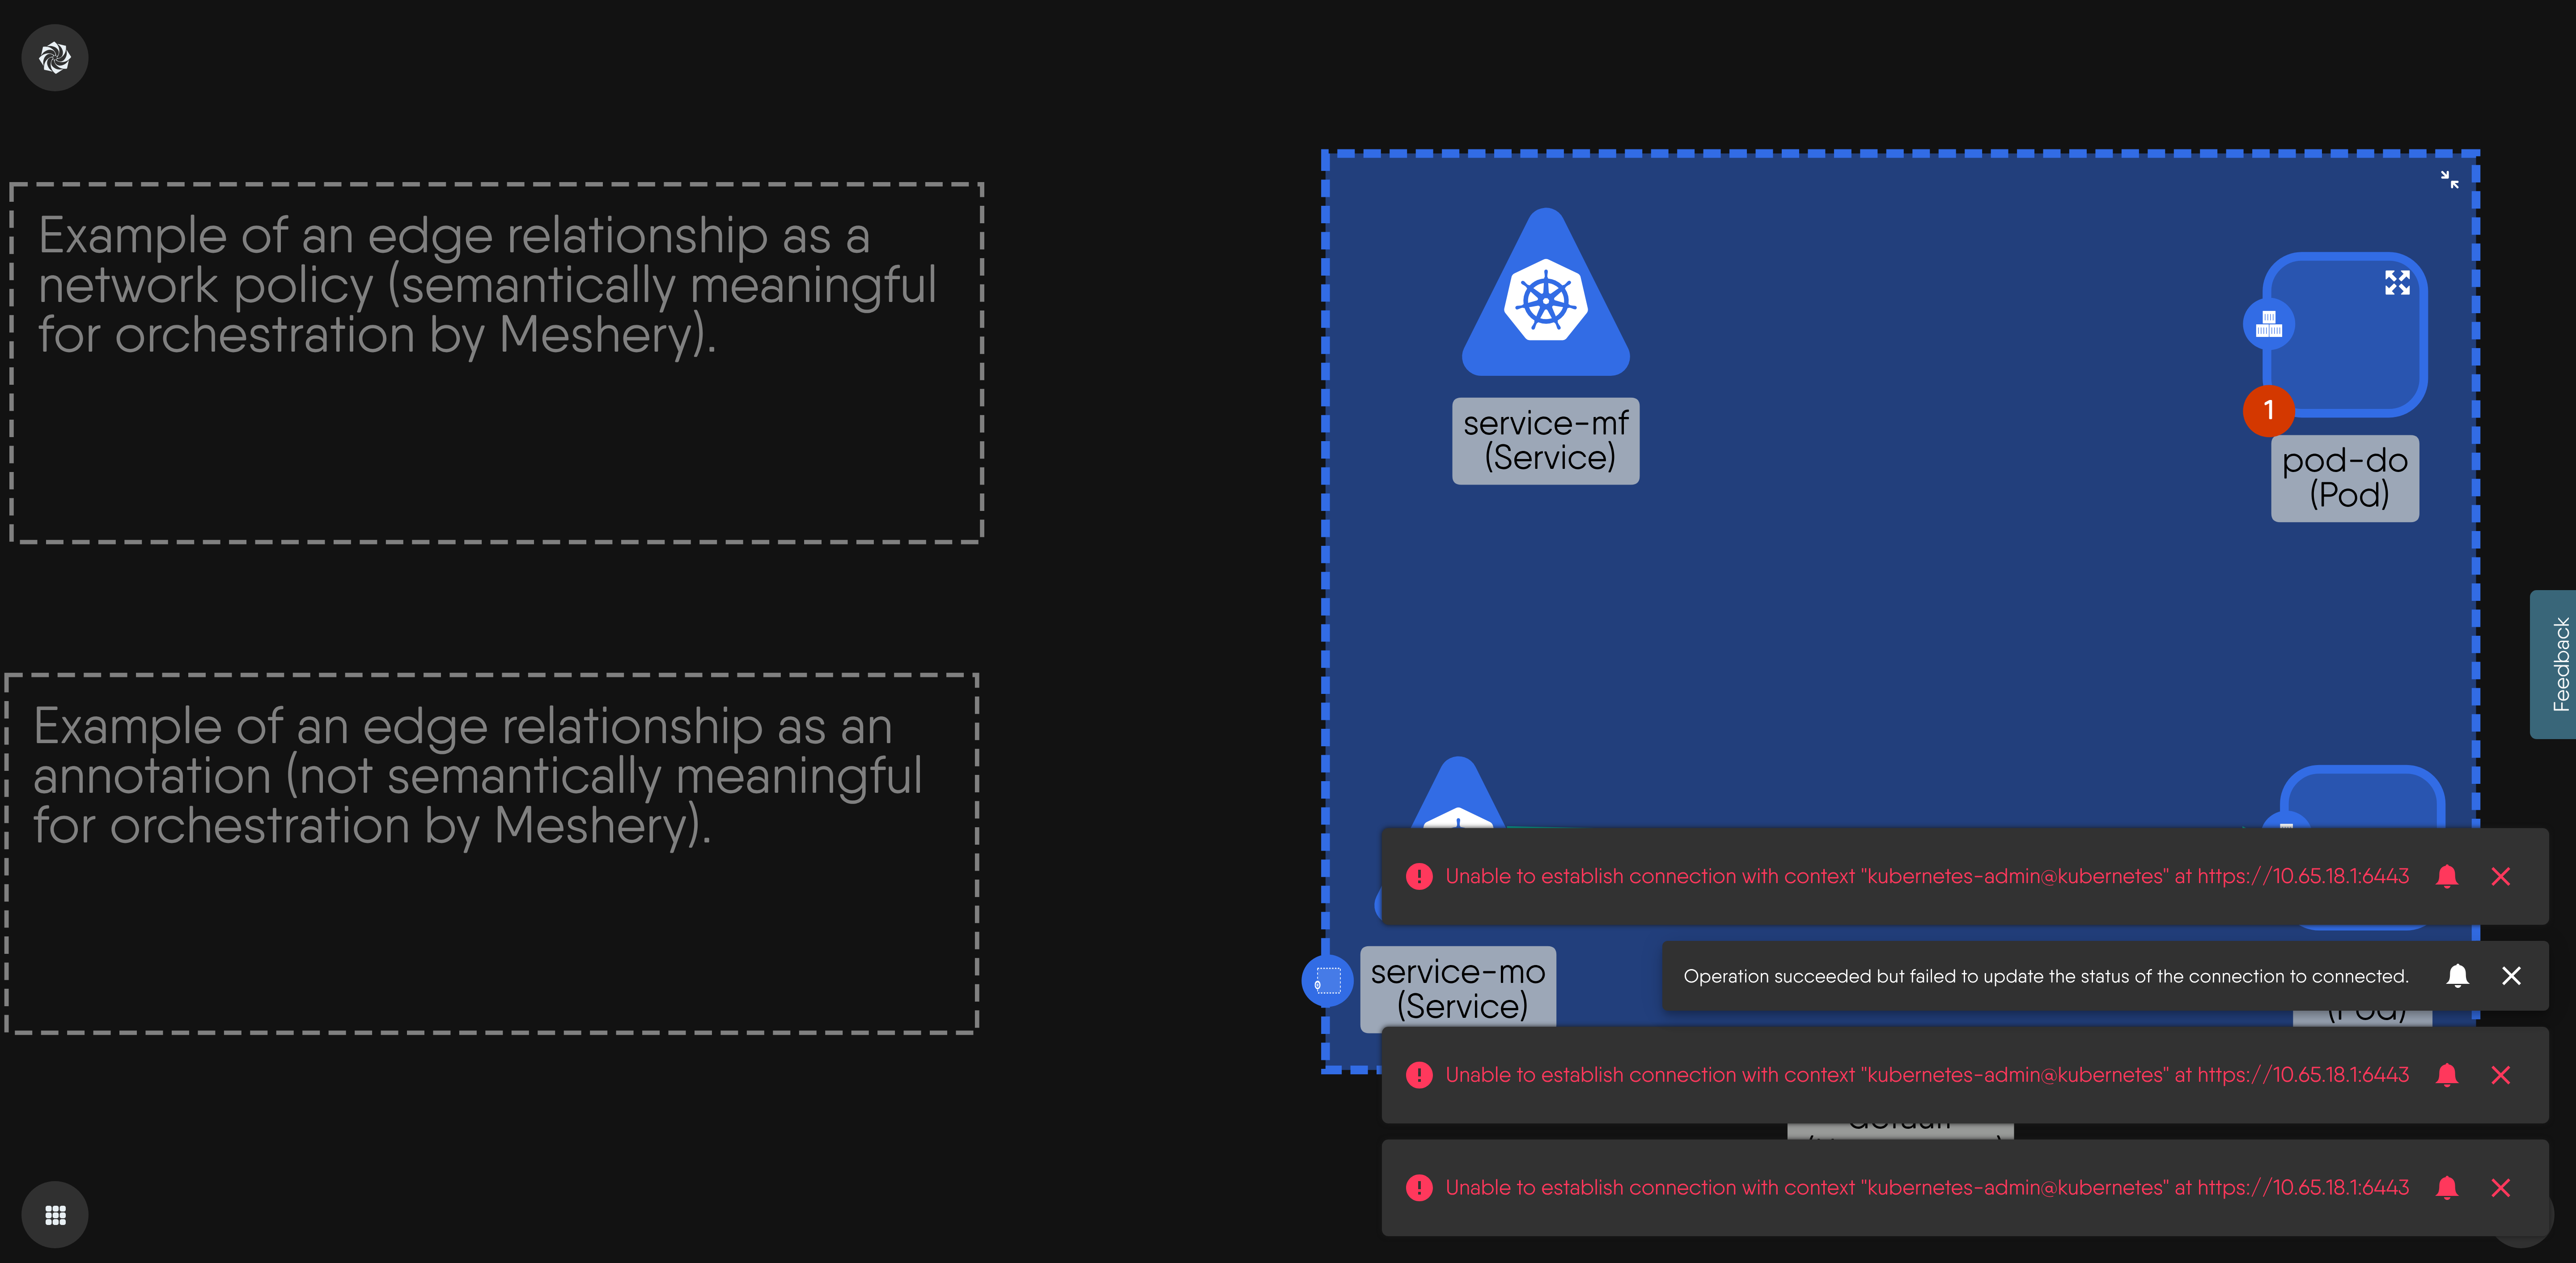 Example of an edge relationship as a
network policy (semantically meaningful
for orchestration by Meshery).
service-mf
(Service)
1
pod-do
(Pod)
Feedback
Example of an edge relationship as an
annotation (not semantically meaningful
for orchestration by Meshery).
Unable to establish connection with context "kubernetes-admin@kubernetes" at https://10.65.18.1:6443
service-mo
(Service)
Operation succeeded but failed to update the status of the connection to connected.
(Pod)
Unable to establish connection with context "kubernetes-admin@kubernetes" at https://10.65.18.1:6443
default
Unable to establish connection with context "kubernetes-admin@kubernetes" at https://10.65.18.1:6443